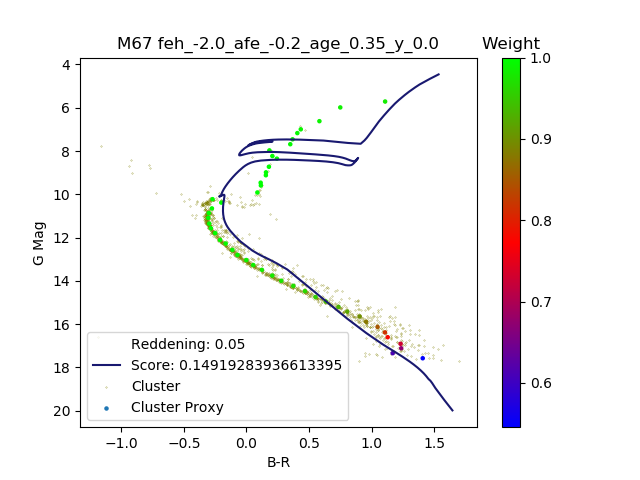 M67 feh_-2.0_afe_-0.2_age_0.35_y_0.0
Weight
4
6
8
10
12
14
16
18
20
G Mag
−1.0
−0.5
0.0
0.5
1.0
1.5
B-R
Reddening: 0.05
Score: 0.14919283936613395
Cluster
Cluster Proxy
1.0
0.9
0.8
0.7
0.6